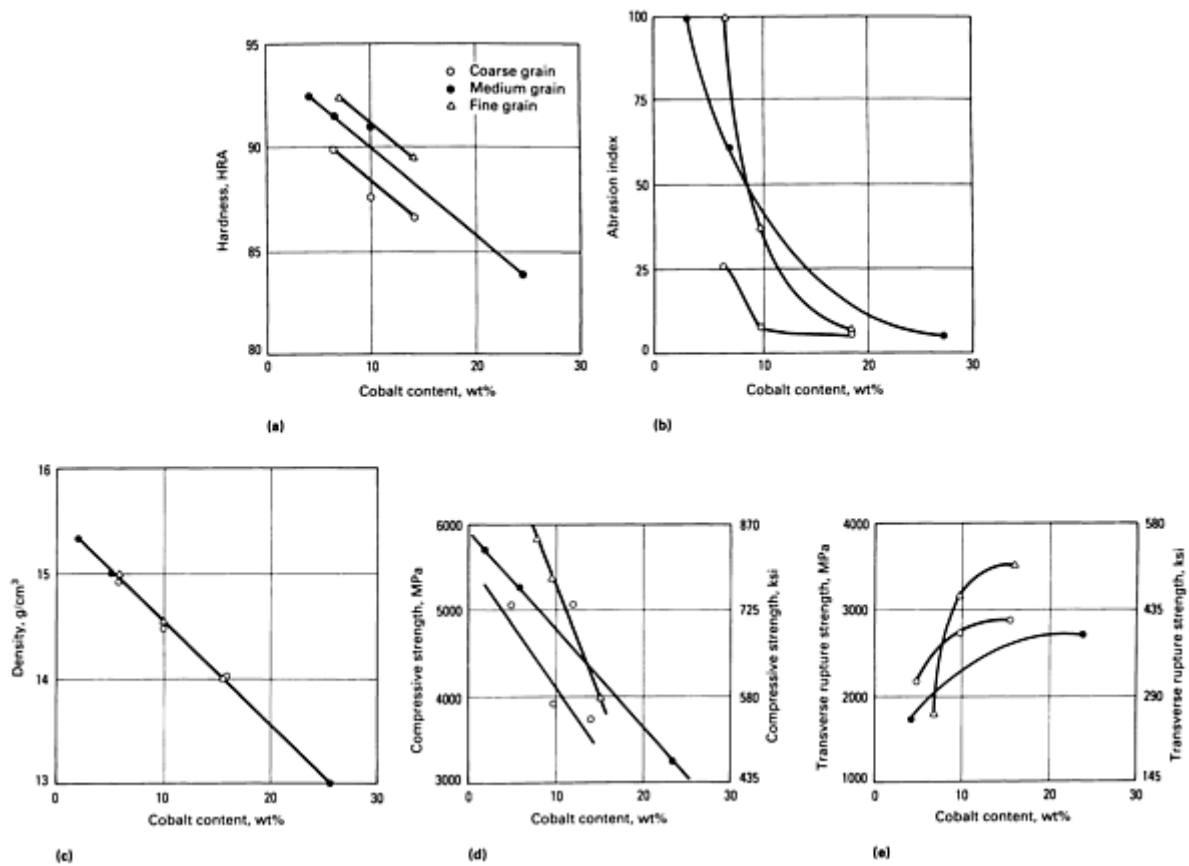 95
90
85
80
Hardness, HRA
Coarse grain
Medium grain
Fine grain
0 10 20 30
Cobalt content, wt%
(a)
100
75
50
25
0
Abrasion index
0 10 20 30
Cobalt content, wt%
(b)
16
15
14
13
Density, g/cm³
0 10 20 30
Cobalt content, wt%
(c)
6000
5000
4000
3000
Compressive strength, MPa
870
725
580
435
Compressive strength, ksi
0 10 20 30
Cobalt content, wt%
(d)
4000
3000
2000
1000
Transverse rupture strength, MPa
580
435
290
145
Transverse rupture strength, ksi
0 10 20 30
Cobalt content, wt%
(e)